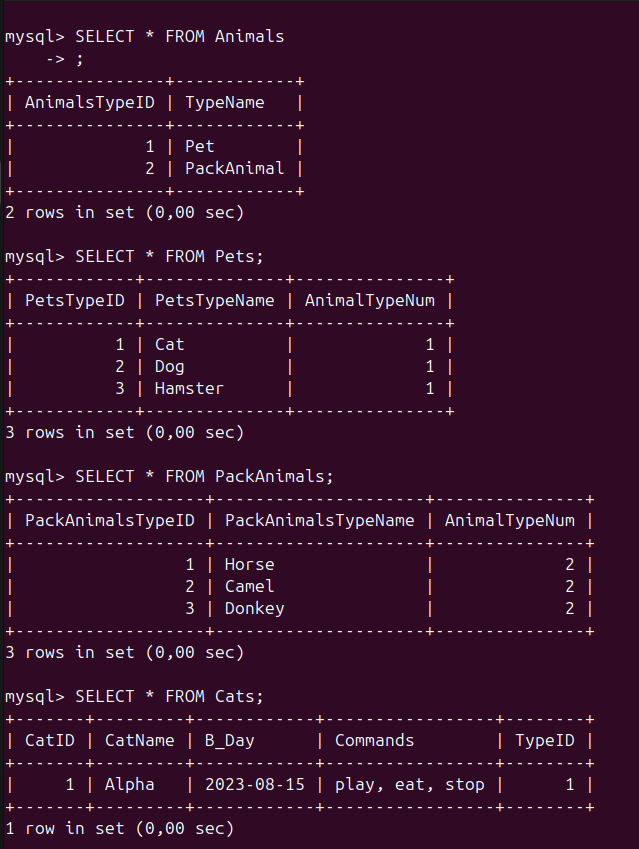 mysql> SELECT * FROM Animals
    -> ;
+---------------+------------+
| AnimalsTypeID | TypeName   |
+---------------+------------+
|             1 | Pet        |
|             2 | PackAnimal |
+---------------+------------+
2 rows in set (0,00 sec)

mysql> SELECT * FROM Pets;
+------------+--------------+---------------+
| PetsTypeID | PetsTypeName | AnimalTypeNum |
+------------+--------------+---------------+
|          1 | Cat          |             1 |
|          2 | Dog          |             1 |
|          3 | Hamster      |             1 |
+------------+--------------+---------------+
3 rows in set (0,00 sec)

mysql> SELECT * FROM PackAnimals;
+-------------------+---------------------+---------------+
| PackAnimalsTypeID | PackAnimalsTypeName | AnimalTypeNum |
+-------------------+---------------------+---------------+
|                 1 | Horse               |             2 |
|                 2 | Camel               |             2 |
|                 3 | Donkey              |             2 |
+-------------------+---------------------+---------------+
3 rows in set (0,00 sec)

mysql> SELECT * FROM Cats;
+-------+---------+------------+-----------------+--------+
| CatID | CatName | B_Day      | Commands        | TypeID |
+-------+---------+------------+-----------------+--------+
|     1 | Alpha   | 2023-08-15 | play, eat, stop |      1 |
+-------+---------+------------+-----------------+--------+
1 row in set (0,00 sec)